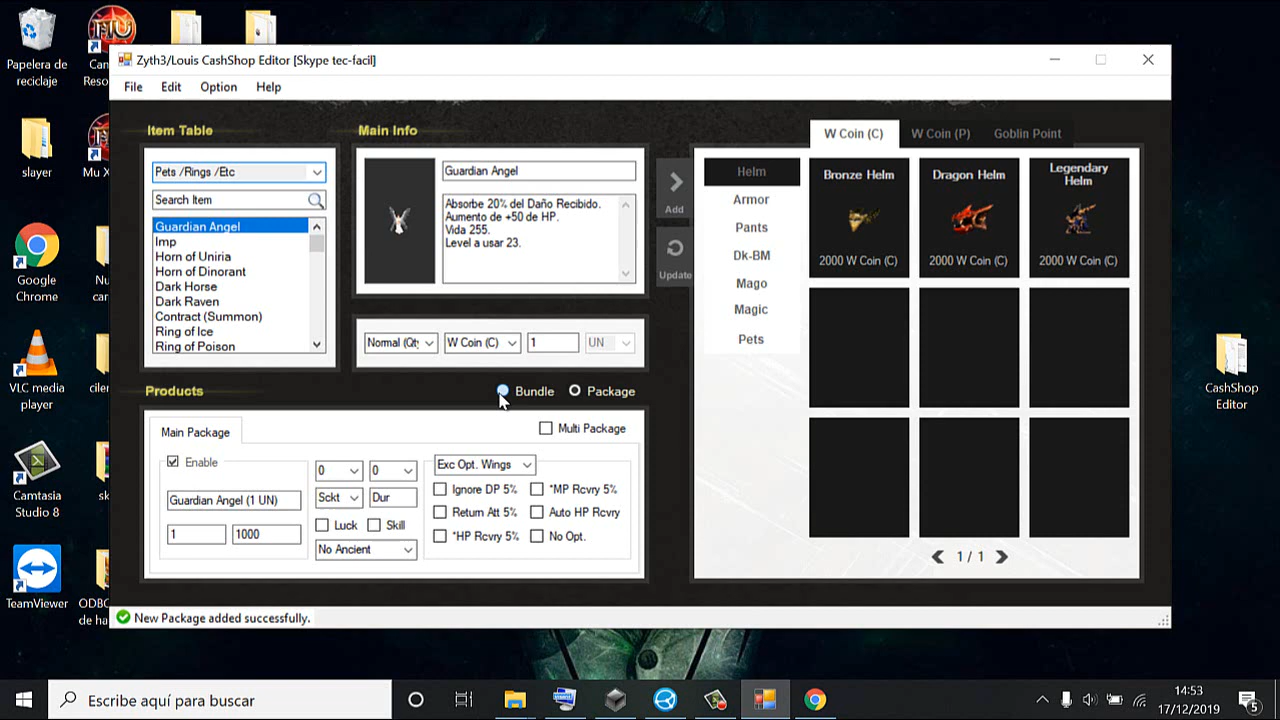 Papelera de
reciclaje
Can
Reso
slayer
Mu X
Google
Chrome
Nu
car
VLC media
player
cilen
Camtasia
Studio 8
sk
TeamViewer
ODBC
de ha
CashShop
Editor
Zyth3/Louis CashShop Editor [Skype tec-facil]
File Edit Option Help
Item Table
Pets /Rings /Etc
Search Item
Guardian Angel
Imp
Horn of Uniria
Horn of Dinorant
Dark Horse
Dark Raven
Contract (Summon)
Ring of Ice
Ring of Poison
Main Info
Guardian Angel
Absorbe 20% del Daño Recibido.
Aumento de +50 de HP.
Vida 255.
Level a usar 23.
Normal (Qty W Coin (C) 1 UN
Add
Update
Products
Bundle Package
Main Package
Multi Package
Enable
Guardian Angel (1 UN)
1 1000
0 0
Sckt Dur
Luck Skill
No Ancient
Exc Opt. Wings
Ignore DP 5% *MP Rcvry 5%
Return Att 5% Auto HP Rcvry
*HP Rcvry 5% No Opt.
W Coin (C) W Coin (P) Goblin Point
Helm
Armor
Pants
Dk-BM
Mago
Magic
Pets
Bronze Helm
2000 W Coin (C)
Dragon Helm
2000 W Coin (C)
Legendary
Helm
2000 W Coin (C)
1 / 1
New Package added successfully.
Escribe aquí para buscar
14:53
17/12/2019
5